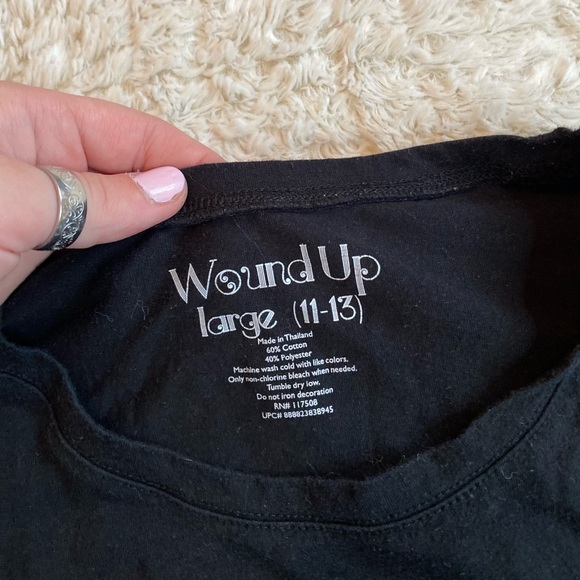 Wound Up
large (11-13)
Made in Thailand
60% Cotton
40% Polyester
Machine wash cold with like colors.
Only non-chlorine bleach when needed.
Tumble dry low.
Do not iron decoration
RN# 117508
UPC# 888823838945